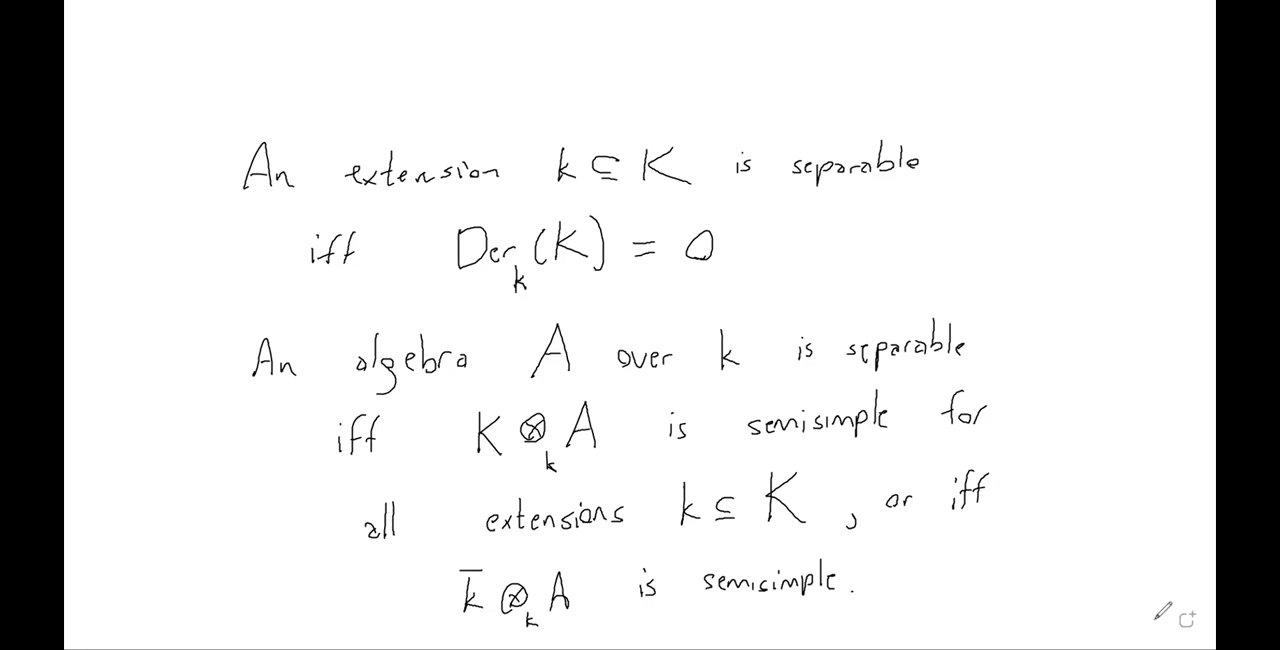 An extension k ⊆ K is separable
iff Der_k(K) = 0
An algebra A over k is separable
iff K ⊗_k A is semisimple for
all extensions k ⊆ K, or iff
k̅ ⊗_k A is semisimple.